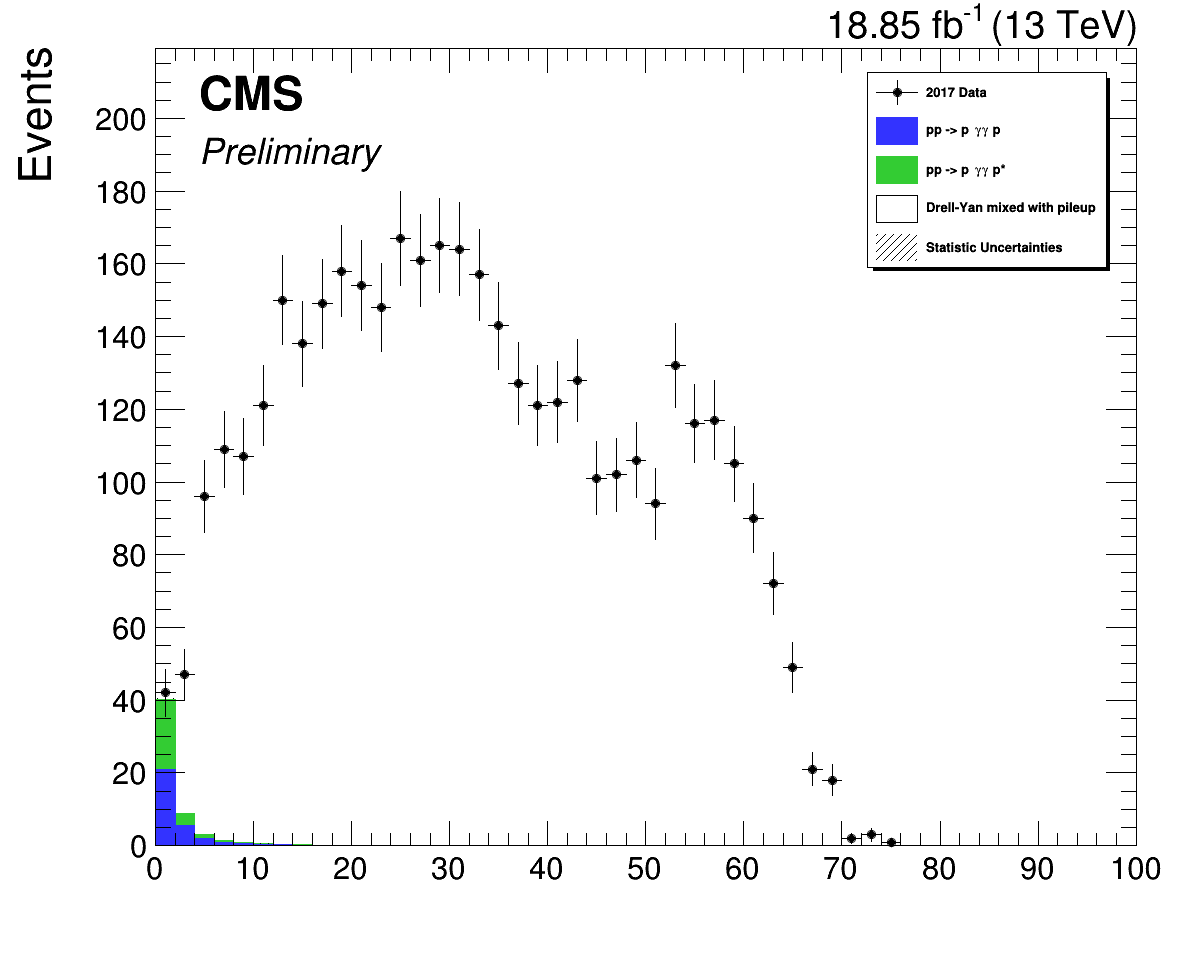 18.85 fb⁻¹ (13 TeV)
Events
CMS
Preliminary
2017 Data
pp -> p γγ p
pp -> p γγ p*
Drell-Yan mixed with pileup
Statistic Uncertainties
200
180
160
140
120
100
80
60
40
20
0
0 10 20 30 40 50 60 70 80 90 100